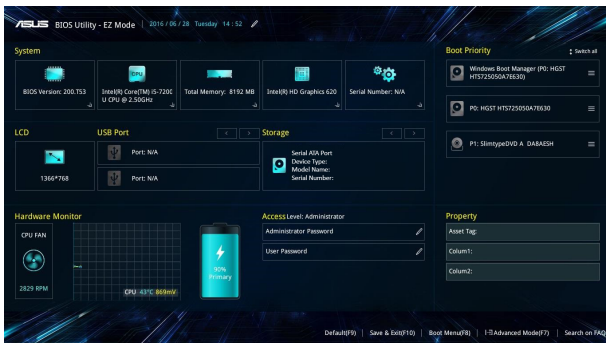 ASUS BIOS Utility - EZ Mode 2016/06/28 Tuesday 14:52
System
BIOS Version: 200.T53
Intel(R) Core(TM) i5-7200
U CPU @ 2.50GHz
CPU
Total Memory: 8192 MB
Intel(R) HD Graphics 620
Serial Number: N/A
Boot Priority
Switch all
Windows Boot Manager (P0: HGST
HTS725050A7E630)
P0: HGST HTS725050A7E630
P1: SlimtypeDVD A DA8AESH
LCD
1366*768
USB Port
Port: N/A
Port: N/A
Storage
Serial ATA Port
Device Type:
Model Name:
Serial Number:
Hardware Monitor
CPU FAN
2829 RPM
CPU 43°C 869mV
90%
Primary
Access Level: Administrator
Administrator Password
User Password
Property
Asset Tag:
Colum1:
Colum2:
Default(F9) | Save & Exit(F10) | Boot Menu(F8) | Advanced Mode(F7) | Search on FAQ